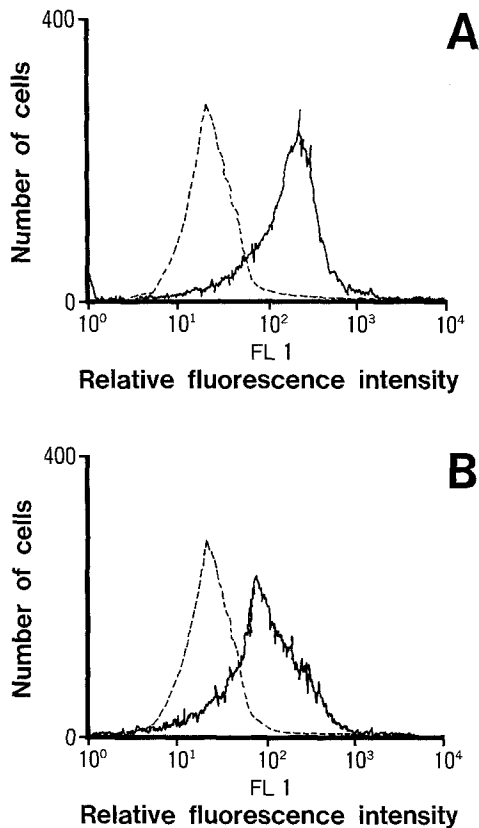 A
400
Number of cells
0
10⁰ 10¹ 10² 10³ 10⁴
FL 1
Relative fluorescence intensity
B
400
Number of cells
0
10⁰ 10¹ 10² 10³ 10⁴
FL 1
Relative fluorescence intensity